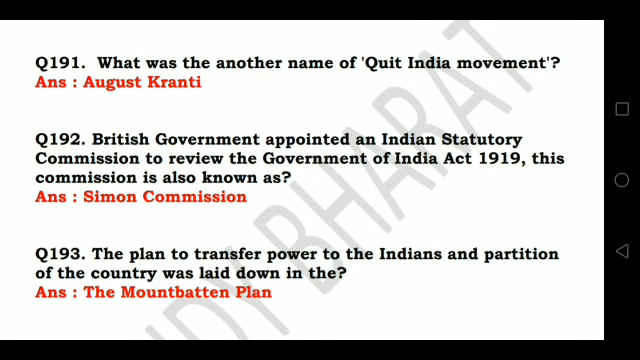 Q191.  What was the another name of 'Quit India movement'?
Ans : August Kranti
Q192. British Government appointed an Indian Statutory
Commission to review the Government of India Act 1919, this
commission is also known as?
Ans : Simon Commission
Q193. The plan to transfer power to the Indians and partition
of the country was laid down in the?
Ans : The Mountbatten Plan